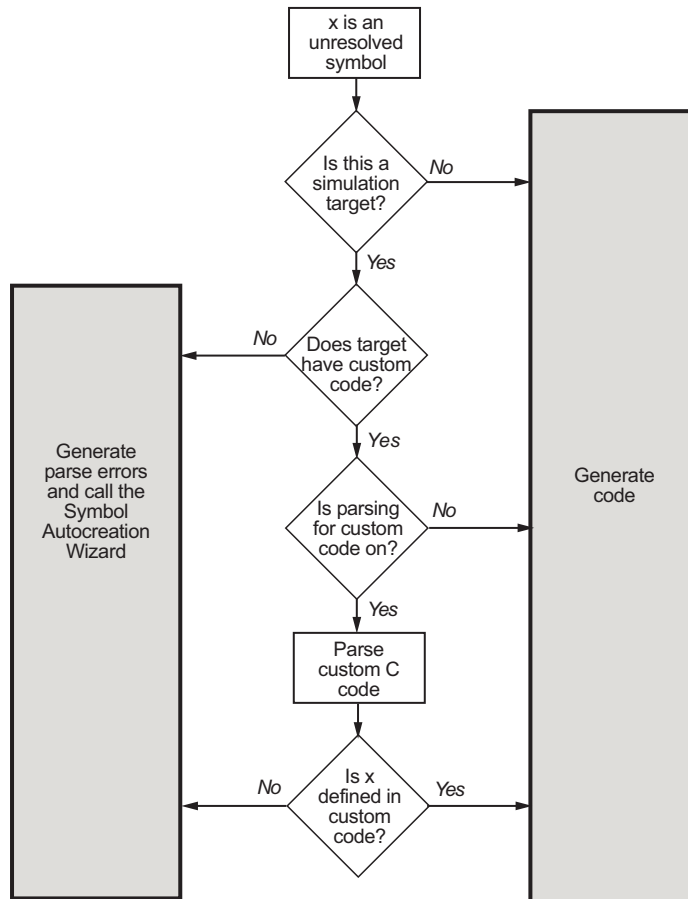 x is an
unresolved
symbol
Is this a
simulation
target?
No
Yes
Does target
have custom
code?
No
Yes
Generate
parse errors
and call the
Symbol
Autocreation
Wizard
Generate
code
Is parsing
for custom
code on?
No
Yes
Parse
custom C
code
Is x
defined in
custom
code?
No
Yes